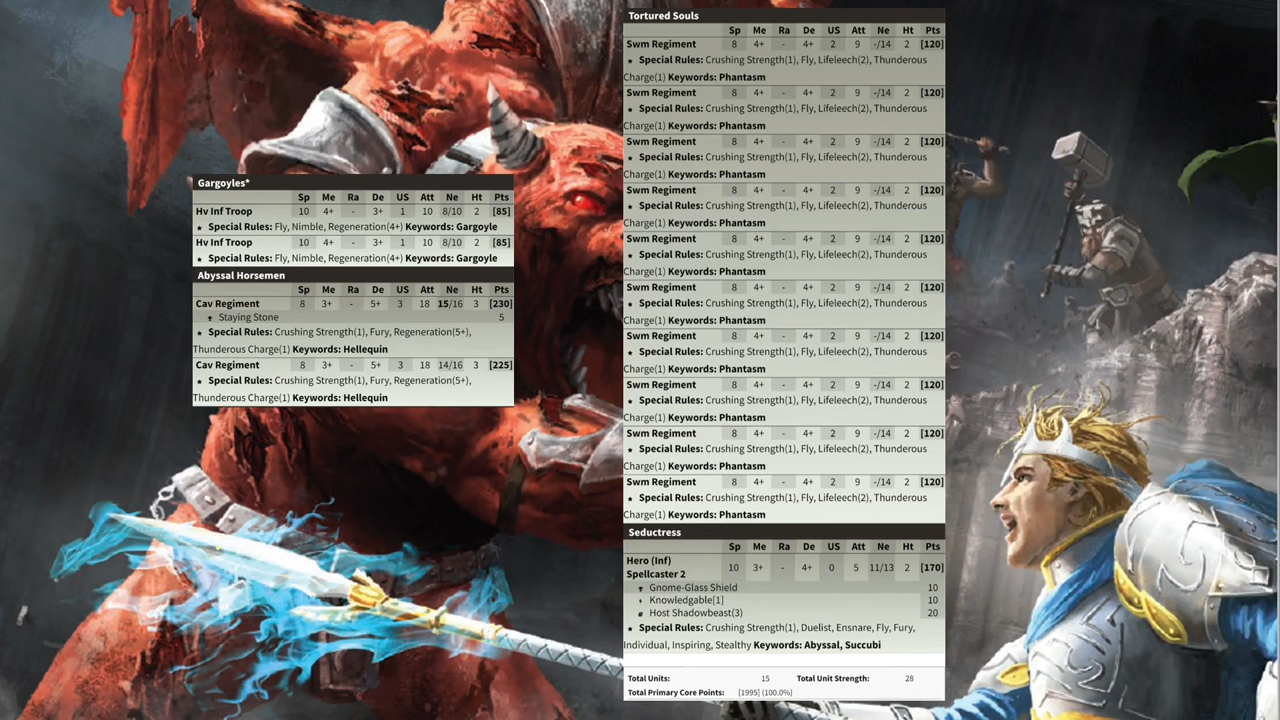 Gargoyles*
Sp Me Ra De US Att Ne Ht Pts
Hv Inf Troop 10 4+ - 3+ 1 10 8/10 2 [85]
★ Special Rules: Fly, Nimble, Regeneration(4+) Keywords: Gargoyle
Hv Inf Troop 10 4+ - 3+ 1 10 8/10 2 [85]
★ Special Rules: Fly, Nimble, Regeneration(4+) Keywords: Gargoyle
Abyssal Horsemen
Sp Me Ra De US Att Ne Ht Pts
Cav Regiment 8 3+ - 5+ 3 18 15/16 3 [230]
Staying Stone 5
★ Special Rules: Crushing Strength(1), Fury, Regeneration(5+),
Thunderous Charge(1) Keywords: Hellequin
Cav Regiment 8 3+ - 5+ 3 18 14/16 3 [225]
★ Special Rules: Crushing Strength(1), Fury, Regeneration(5+),
Thunderous Charge(1) Keywords: Hellequin
Tortured Souls
Sp Me Ra De US Att Ne Ht Pts
Swm Regiment 8 4+ - 4+ 2 9 -/14 2 [120]
★ Special Rules: Crushing Strength(1), Fly, Lifeleech(2), Thunderous
Charge(1) Keywords: Phantasm
Swm Regiment 8 4+ - 4+ 2 9 -/14 2 [120]
★ Special Rules: Crushing Strength(1), Fly, Lifeleech(2), Thunderous
Charge(1) Keywords: Phantasm
Swm Regiment 8 4+ - 4+ 2 9 -/14 2 [120]
★ Special Rules: Crushing Strength(1), Fly, Lifeleech(2), Thunderous
Charge(1) Keywords: Phantasm
Swm Regiment 8 4+ - 4+ 2 9 -/14 2 [120]
★ Special Rules: Crushing Strength(1), Fly, Lifeleech(2), Thunderous
Charge(1) Keywords: Phantasm
Swm Regiment 8 4+ - 4+ 2 9 -/14 2 [120]
★ Special Rules: Crushing Strength(1), Fly, Lifeleech(2), Thunderous
Charge(1) Keywords: Phantasm
Swm Regiment 8 4+ - 4+ 2 9 -/14 2 [120]
★ Special Rules: Crushing Strength(1), Fly, Lifeleech(2), Thunderous
Charge(1) Keywords: Phantasm
Swm Regiment 8 4+ - 4+ 2 9 -/14 2 [120]
★ Special Rules: Crushing Strength(1), Fly, Lifeleech(2), Thunderous
Charge(1) Keywords: Phantasm
Swm Regiment 8 4+ - 4+ 2 9 -/14 2 [120]
★ Special Rules: Crushing Strength(1), Fly, Lifeleech(2), Thunderous
Charge(1) Keywords: Phantasm
Swm Regiment 8 4+ - 4+ 2 9 -/14 2 [120]
★ Special Rules: Crushing Strength(1), Fly, Lifeleech(2), Thunderous
Charge(1) Keywords: Phantasm
Swm Regiment 8 4+ - 4+ 2 9 -/14 2 [120]
★ Special Rules: Crushing Strength(1), Fly, Lifeleech(2), Thunderous
Charge(1) Keywords: Phantasm
Seductress
Sp Me Ra De US Att Ne Ht Pts
Hero (Inf)
Spellcaster 2 10 3+ - 4+ 0 5 11/13 2 [170]
Gnome-Glass Shield 10
Knowledgable[1] 10
Host Shadowbeast(3) 20
★ Special Rules: Crushing Strength(1), Duelist, Ensnare, Fly, Fury,
Individual, Inspiring, Stealthy Keywords: Abyssal, Succubi
Total Units: 15 Total Unit Strength: 28
Total Primary Core Points: [1995] (100.0%)